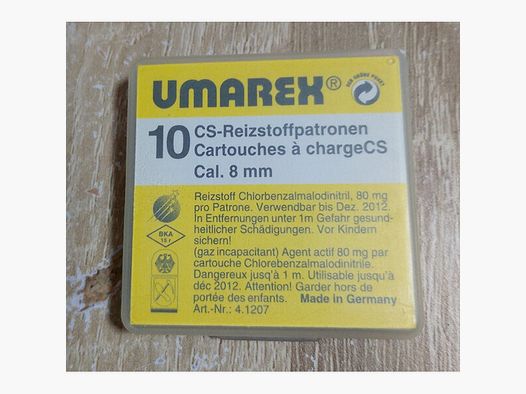 UMAREX®
DER GRÜNE PUNKT
10 CS-Reizstoffpatronen
Cartouches à chargeCS
Cal. 8 mm
Reizstoff Chlorbenzalmalodinitril, 80 mg
pro Patrone. Verwendbar bis Dez. 2012.
In Entfernungen unter 1m Gefahr gesund-
heitlicher Schädigungen. Vor Kindern
sichern!
(gaz incapacitant) Agent actif 80 mg par
cartouche Chlorebenzalmalodinitrile.
Dangereux jusq'à 1 m. Utilisable jusqu'à
déc 2012. Attention! Garder hors de
portée des enfants. Made in Germany
Art.-Nr.: 4.1207
BKA